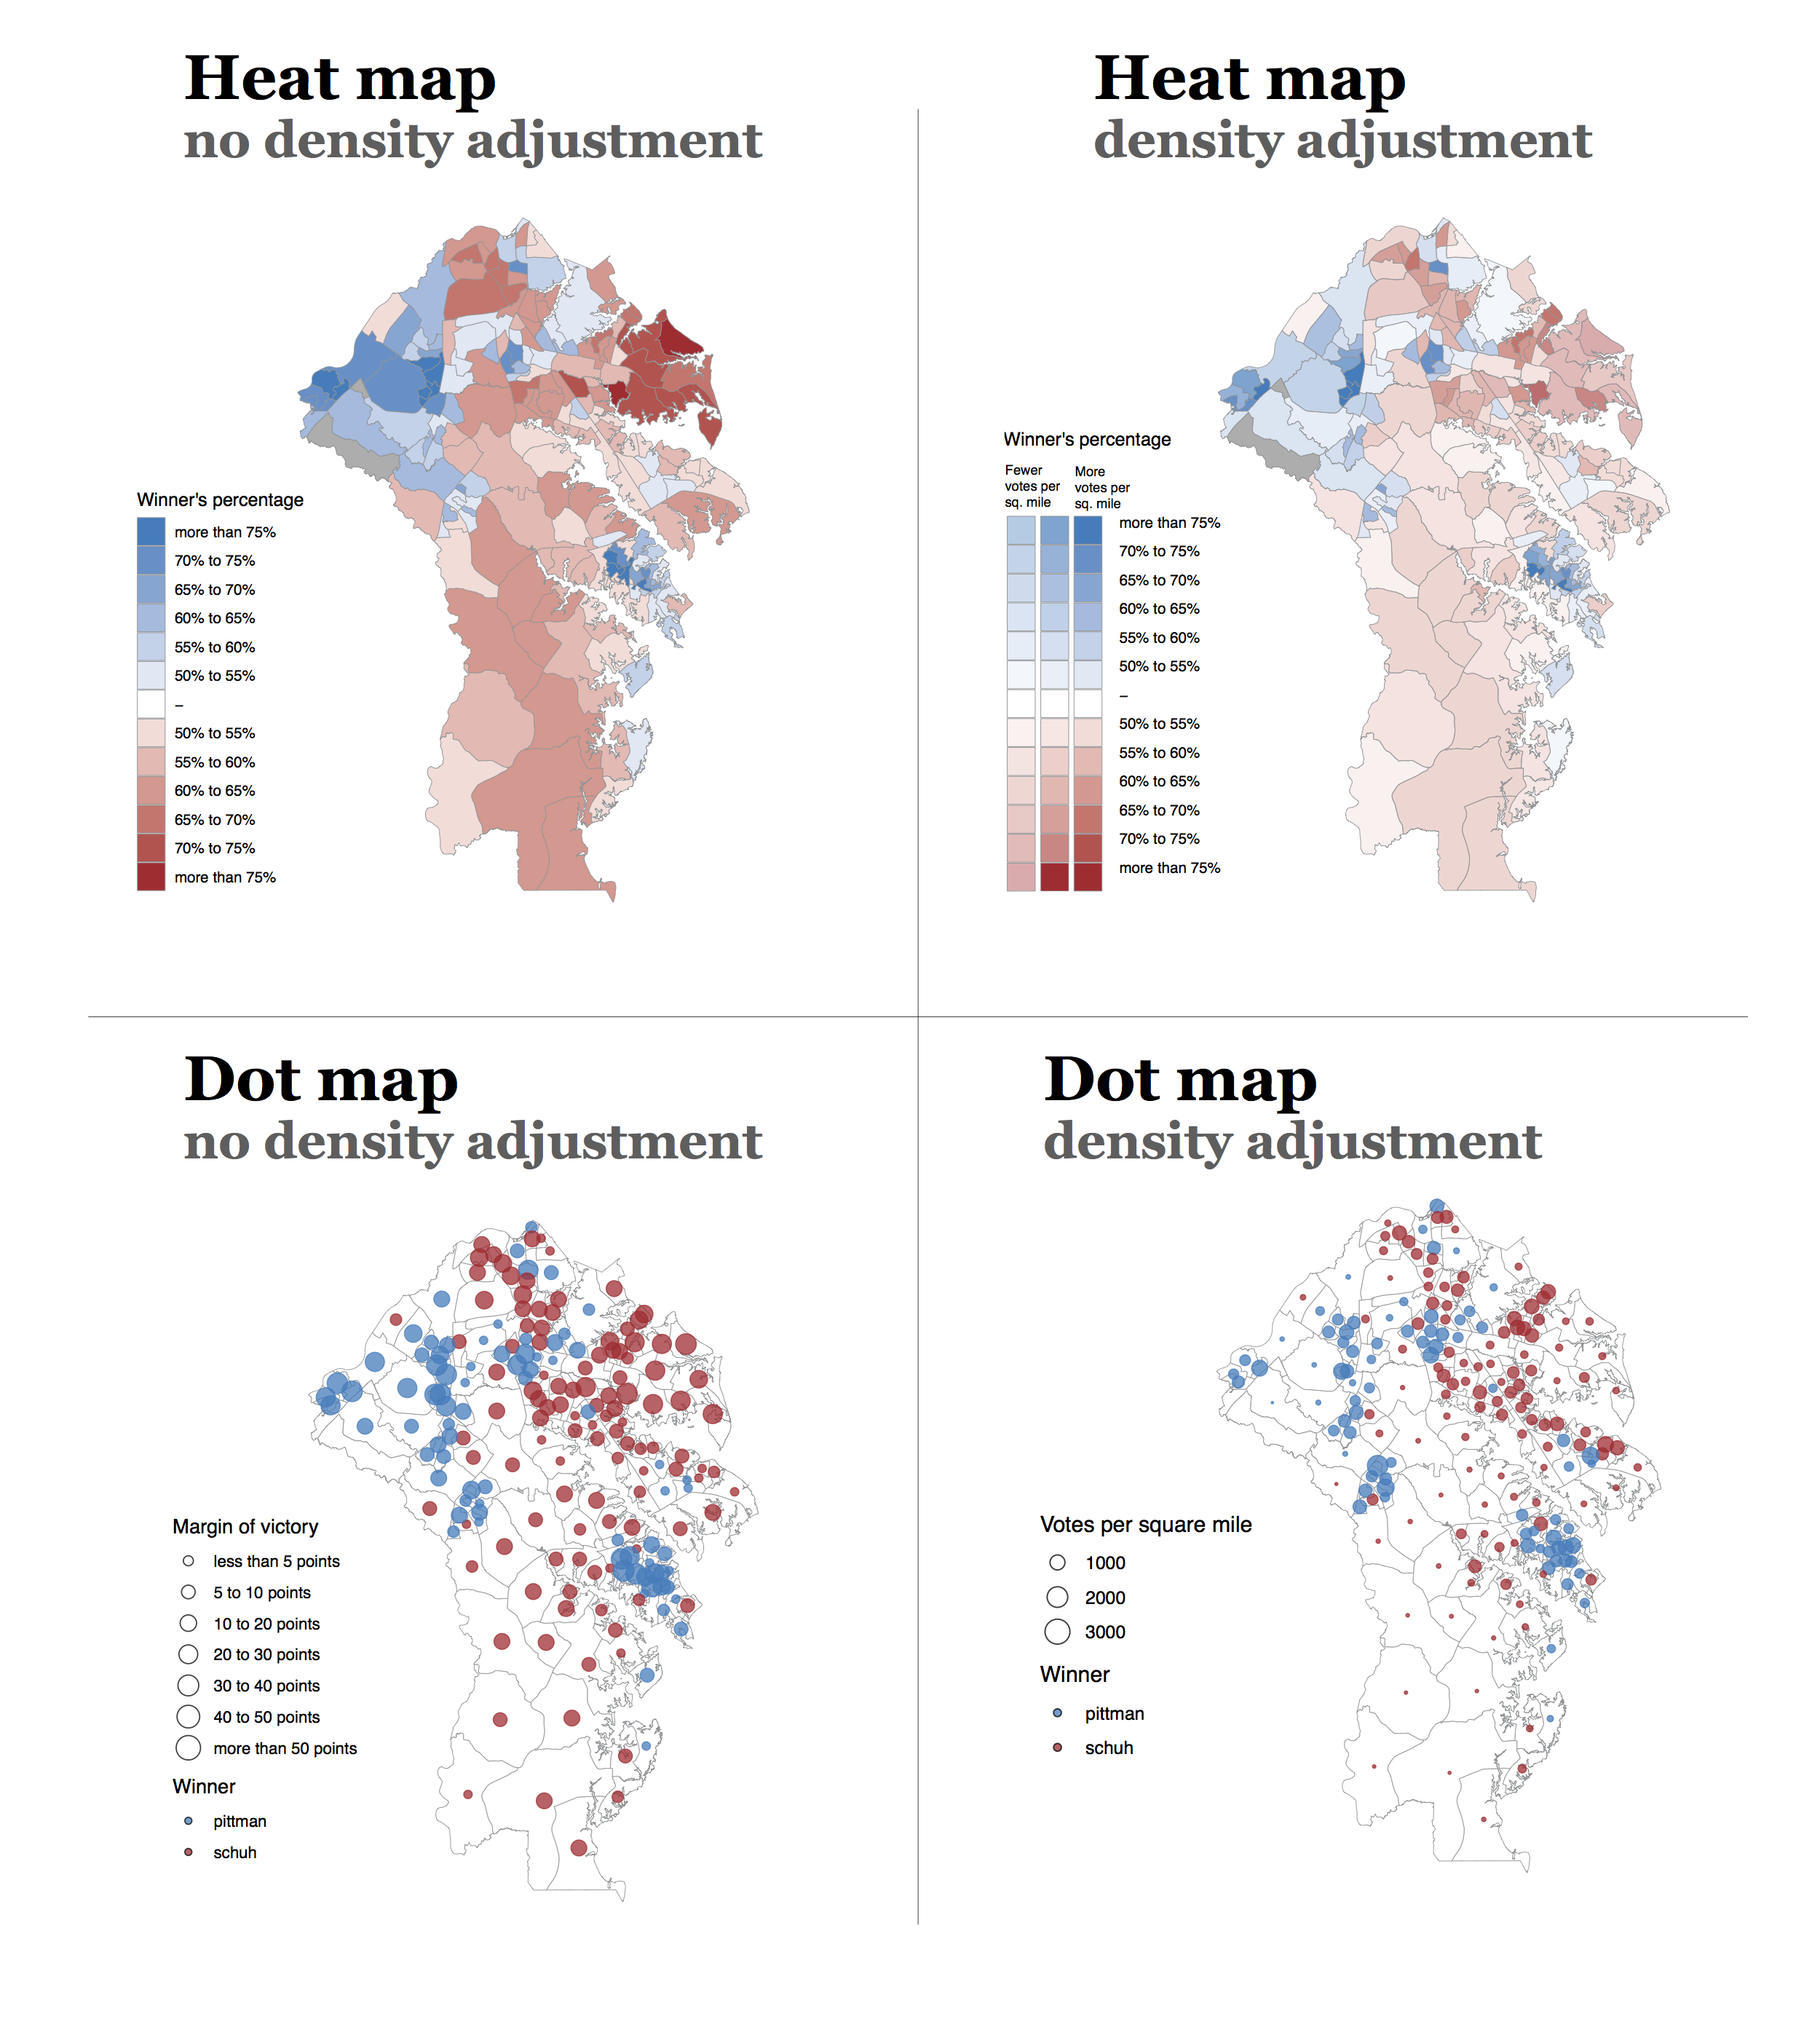 Heat map
no density adjustment
Winner's percentage
more than 75%
70% to 75%
65% to 70%
60% to 65%
55% to 60%
50% to 55%
–
50% to 55%
55% to 60%
60% to 65%
65% to 70%
70% to 75%
more than 75%
Heat map
density adjustment
Winner's percentage
Fewer
votes per
sq. mile
More
votes per
sq. mile
more than 75%
70% to 75%
65% to 70%
60% to 65%
55% to 60%
50% to 55%
–
50% to 55%
55% to 60%
60% to 65%
65% to 70%
70% to 75%
more than 75%
Dot map
no density adjustment
Margin of victory
less than 5 points
5 to 10 points
10 to 20 points
20 to 30 points
30 to 40 points
40 to 50 points
more than 50 points
Winner
pittman
schuh
Dot map
density adjustment
Votes per square mile
1000
2000
3000
Winner
pittman
schuh